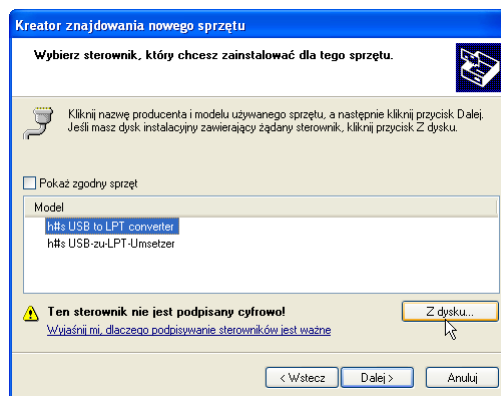 Kreator znajdowania nowego sprzętu
Wybierz sterownik, który chcesz zainstalować dla tego sprzętu.
Kliknij nazwę producenta i modelu używanego sprzętu, a następnie kliknij przycisk Dalej.
Jeśli masz dysk instalacyjny zawierający żądany sterownik, kliknij przycisk Z dysku.
Pokaż zgodny sprzęt
Model
h#s USB to LPT converter
h#s USB-zu-LPT-Umsetzer
Ten sterownik nie jest podpisany cyfrowo!
Z dysku...
Wyjaśnij mi, dlaczego podpisywanie sterowników jest ważne
< Wstecz
Dalej >
Anuluj